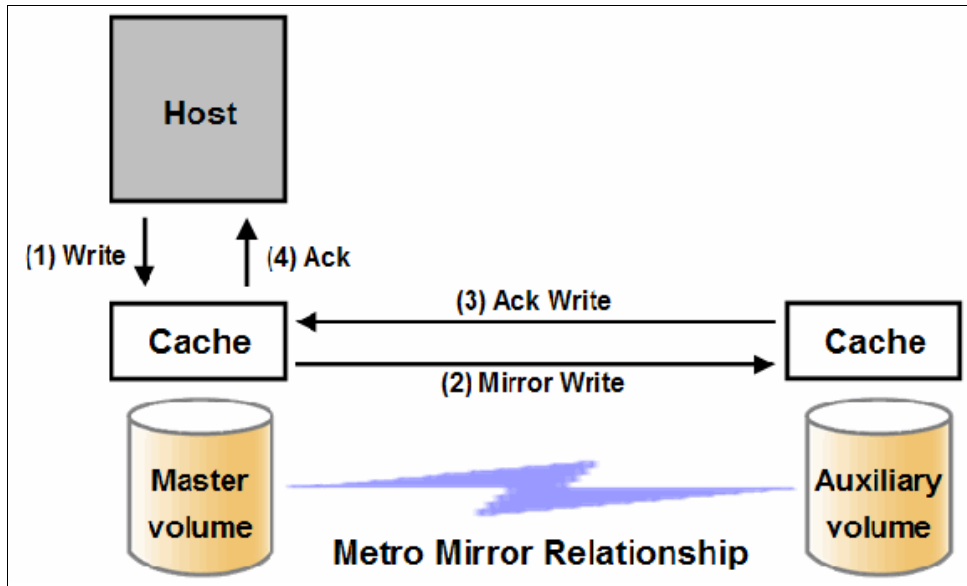 Host
(1) Write
(4) Ack
(3) Ack Write
Cache
Cache
(2) Mirror Write
Master
volume
Auxiliary
volume
Metro Mirror Relationship